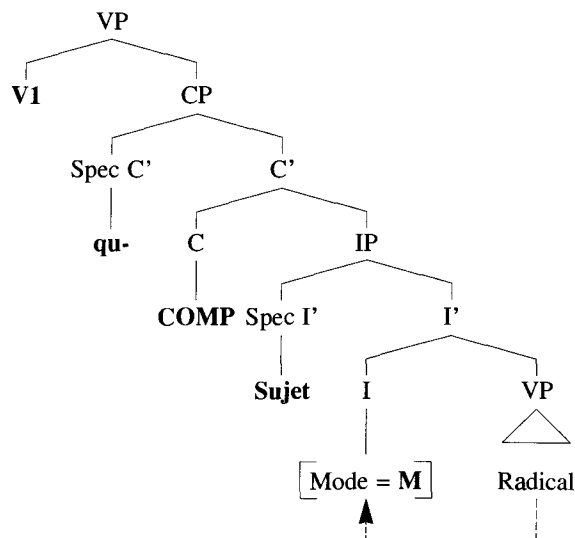 VP
V1 CP
Spec C' C'
qu- C IP
COMP Spec I' I'
Sujet I VP
[Mode = M] Radical